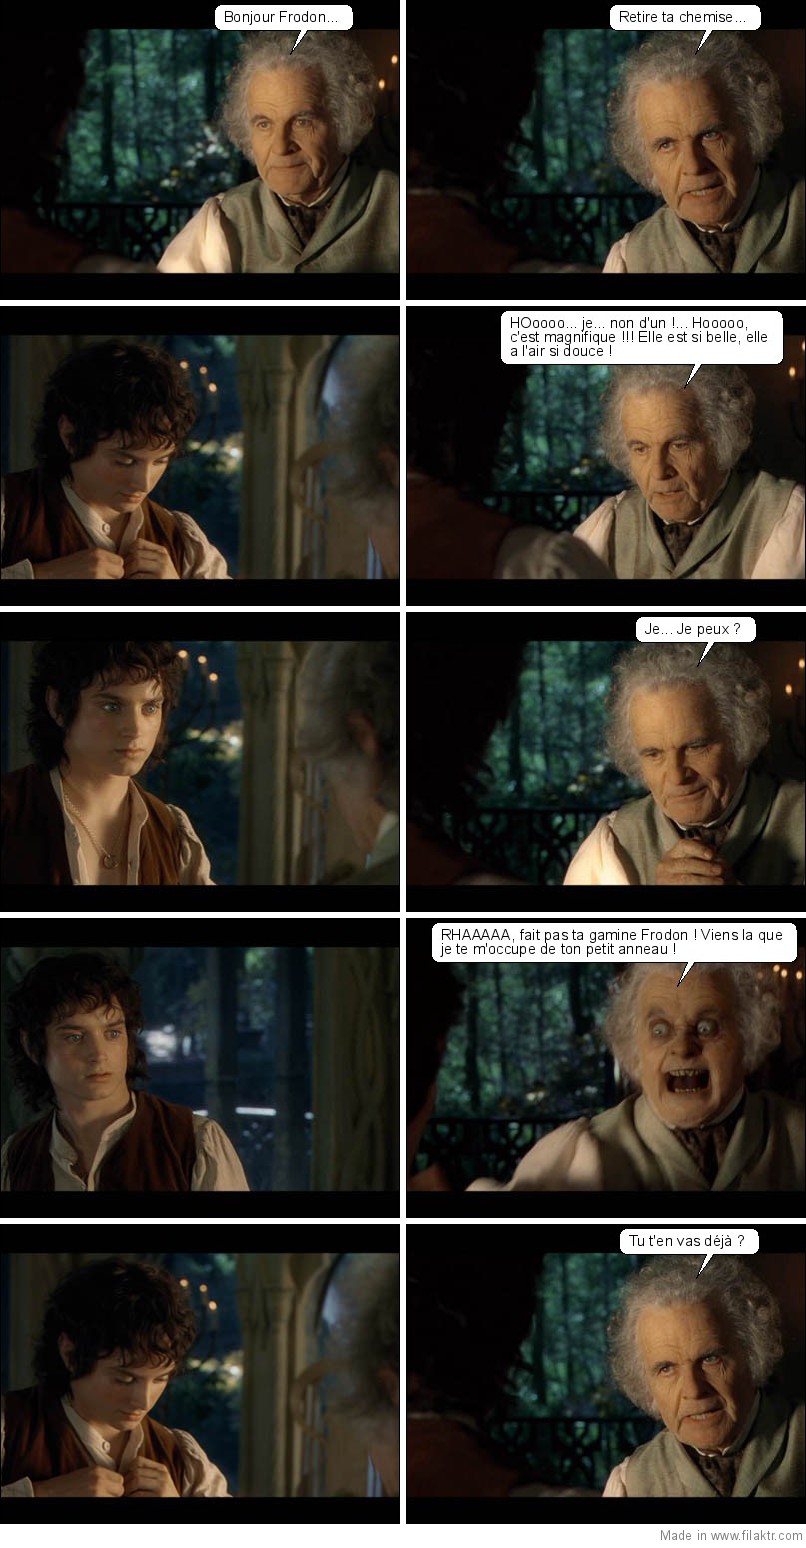 Bonjour Frodon...
Retire ta chemise...
HOoooo... je... non d'un !... Hooooo,
c'est magnifique !!! Elle est si belle, elle
a l'air si douce !
Je... Je peux ?
RHAAAAA, fait pas ta gamine Frodon ! Viens la que
je te m'occupe de ton petit anneau !
Tu t'en vas déjà ?
Made in www.filaktr.com